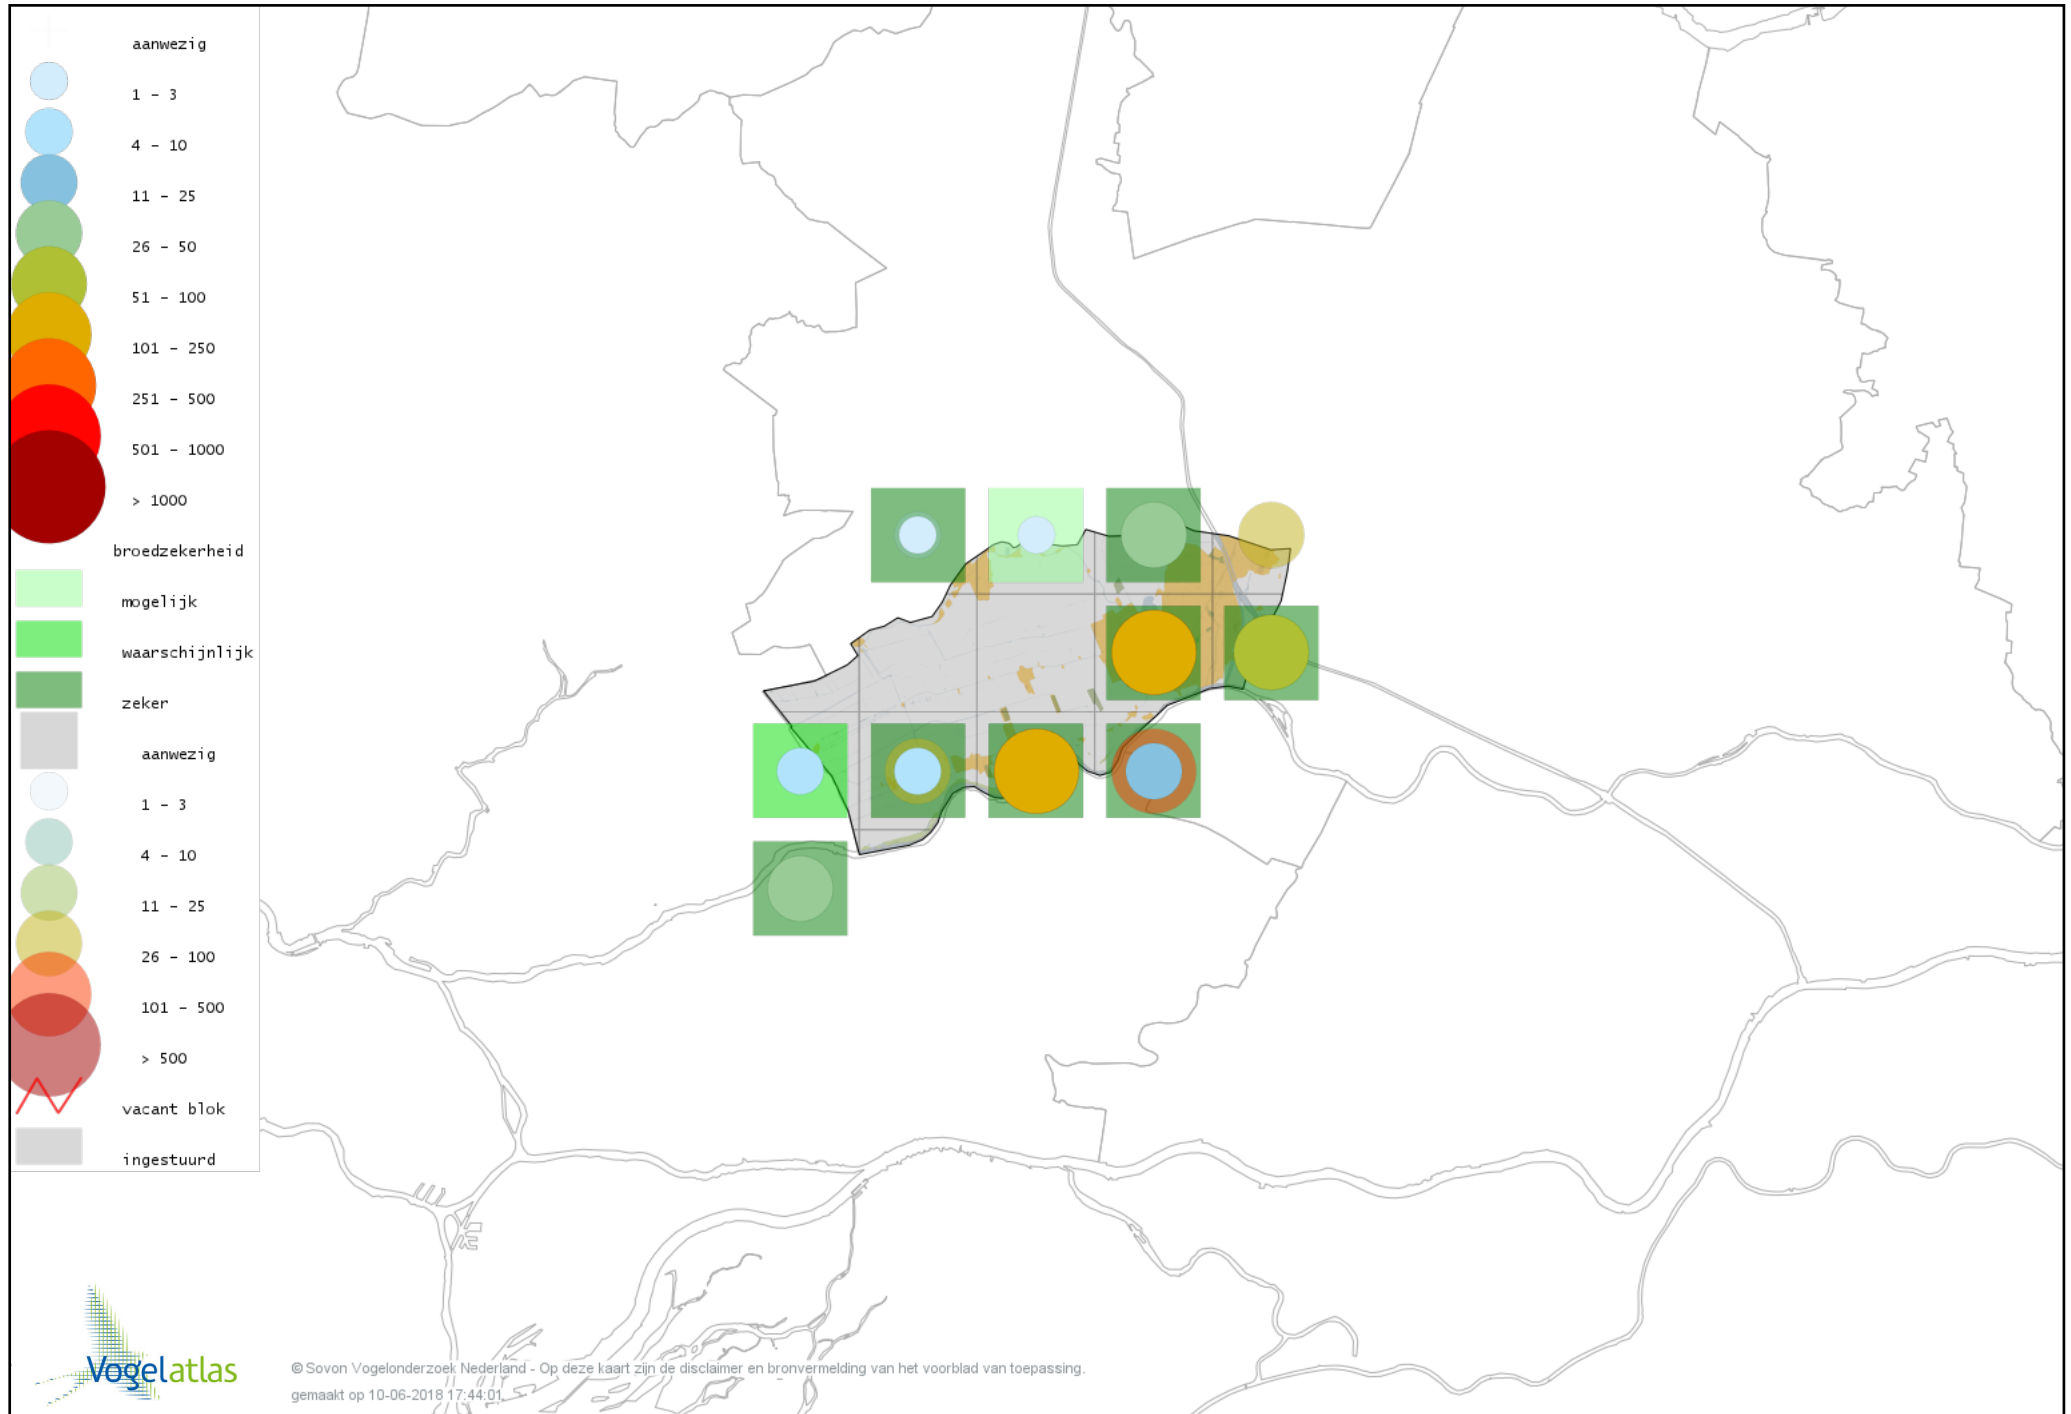 aanwezig
1 – 3
4 – 10
11 – 25
26 – 50
51 – 100
101 – 250
251 – 500
501 – 1000
> 1000
broedzekerheid
mogelijk
waarschijnlijk
zeker
aanwezig
1 – 3
4 – 10
11 – 25
26 – 100
101 – 500
> 500
vacant blok
ingestuurd
Vogelatlas
© Sovon Vogelonderzoek Nederland - Op deze kaart zijn de disclaimer en bronvermelding van het voorblad van toepassing.
gemaakt op 10-06-2018 17:44:01